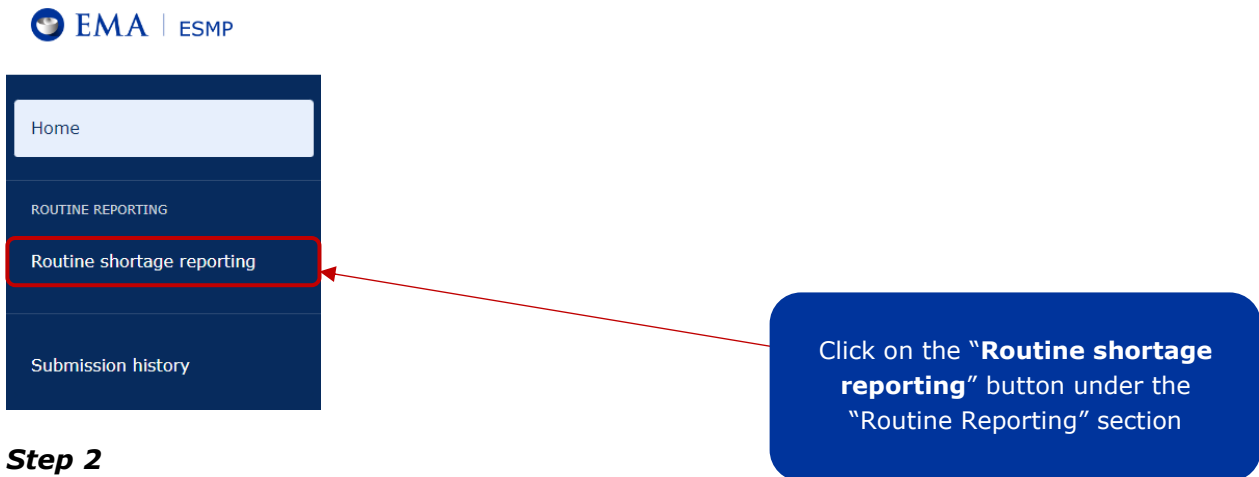 EMA | ESMP
Home
ROUTINE REPORTING
Routine shortage reporting
Submission history
Click on the “Routine shortage
reporting” button under the
“Routine Reporting” section
Step 2